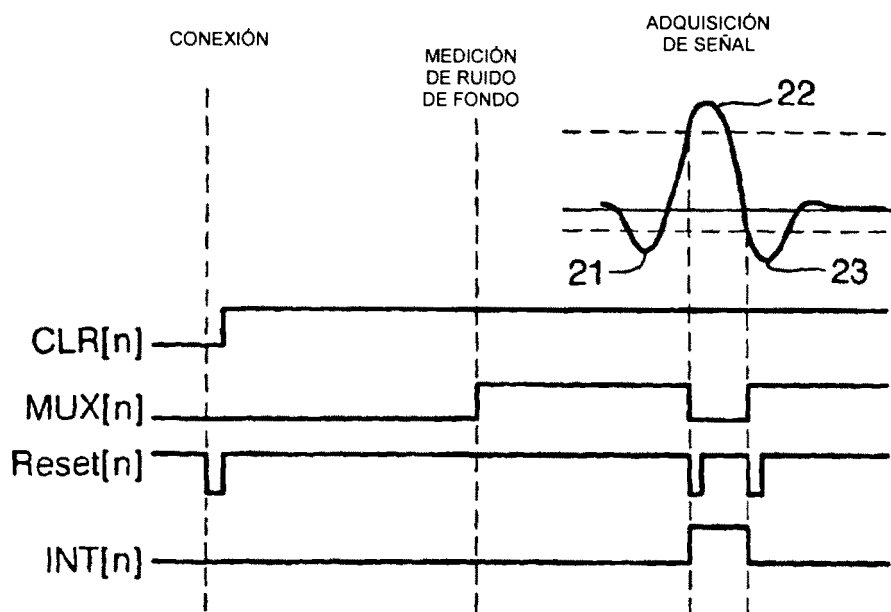 CONEXIÓN
MEDICIÓN
DE RUIDO
DE FONDO
ADQUISICIÓN
DE SEÑAL
22
21
23
CLR[n]
MUX[n]
Reset[n]
INT[n]